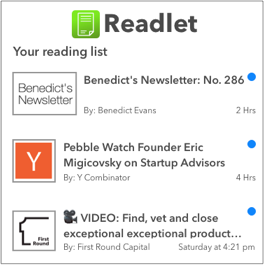 Readlet
Your reading list
Benedict's
Newsletter
Benedict's Newsletter: No. 286
By: Benedict Evans
2 Hrs
Y
Pebble Watch Founder Eric
Migicovsky on Startup Advisors
By: Y Combinator
4 Hrs
First
Round
🎥 VIDEO: Find, vet and close
exceptional exceptional product…
By: First Round Capital
Saturday at 4:21 pm